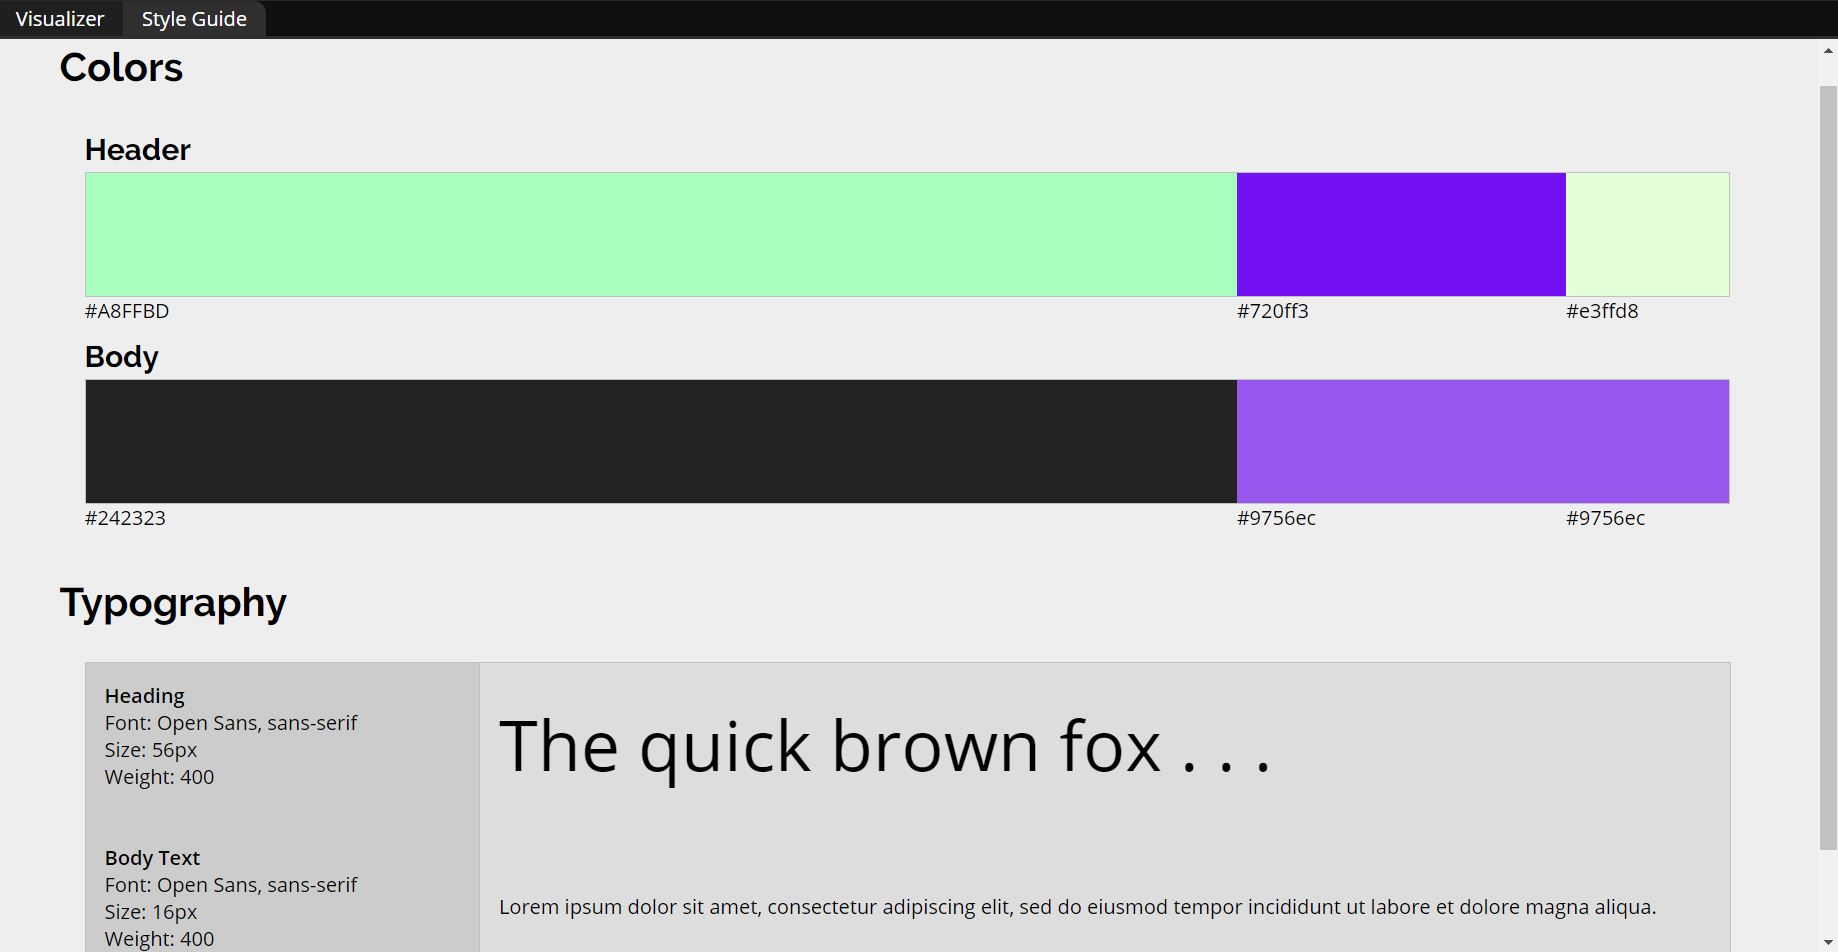 Visualizer Style Guide
Colors
Header
#A8FFBD #720ff3 #e3ffd8
Body
#242323 #9756ec #9756ec
Typography
Heading
Font: Open Sans, sans-serif
Size: 56px
Weight: 400
The quick brown fox . . .
Body Text
Font: Open Sans, sans-serif
Size: 16px
Weight: 400
Lorem ipsum dolor sit amet, consectetur adipiscing elit, sed do eiusmod tempor incididunt ut labore et dolore magna aliqua.